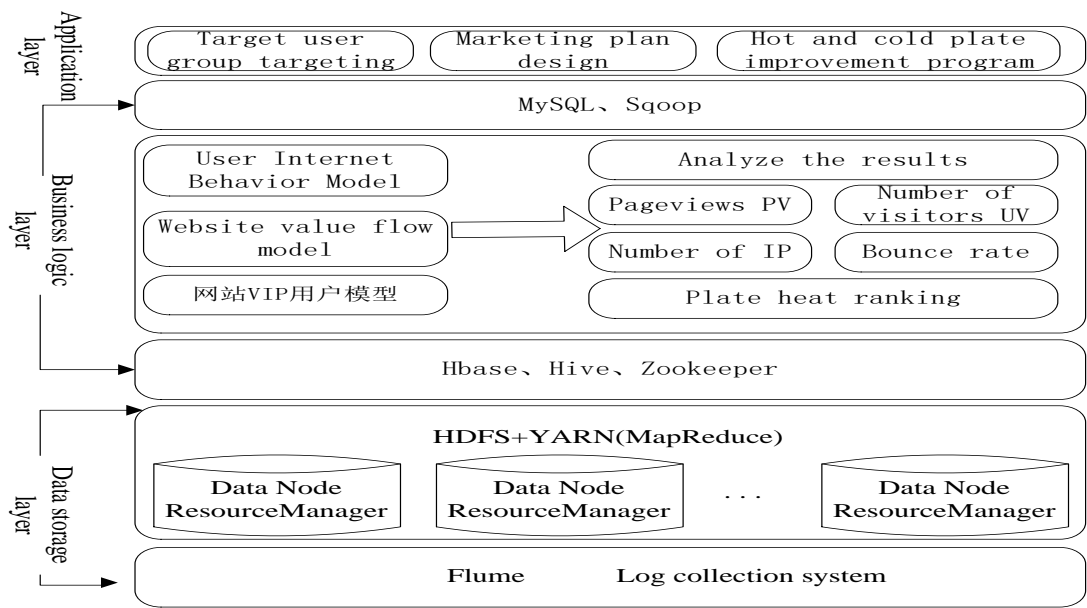 Application
layer
Target user
group targeting
Marketing plan
design
Hot and cold plate
improvement program
MySQL、Sqoop
Business logic
layer
User Internet
Behavior Model
Website value flow
model
网站VIP用户模型
Analyze the results
Pageviews PV
Number of
visitors UV
Number of IP
Bounce rate
Plate heat ranking
Hbase、Hive、Zookeeper
Data storage
layer
HDFS+YARN(MapReduce)
Data Node
ResourceManager
Data Node
ResourceManager
...
Data Node
ResourceManager
Flume Log collection system